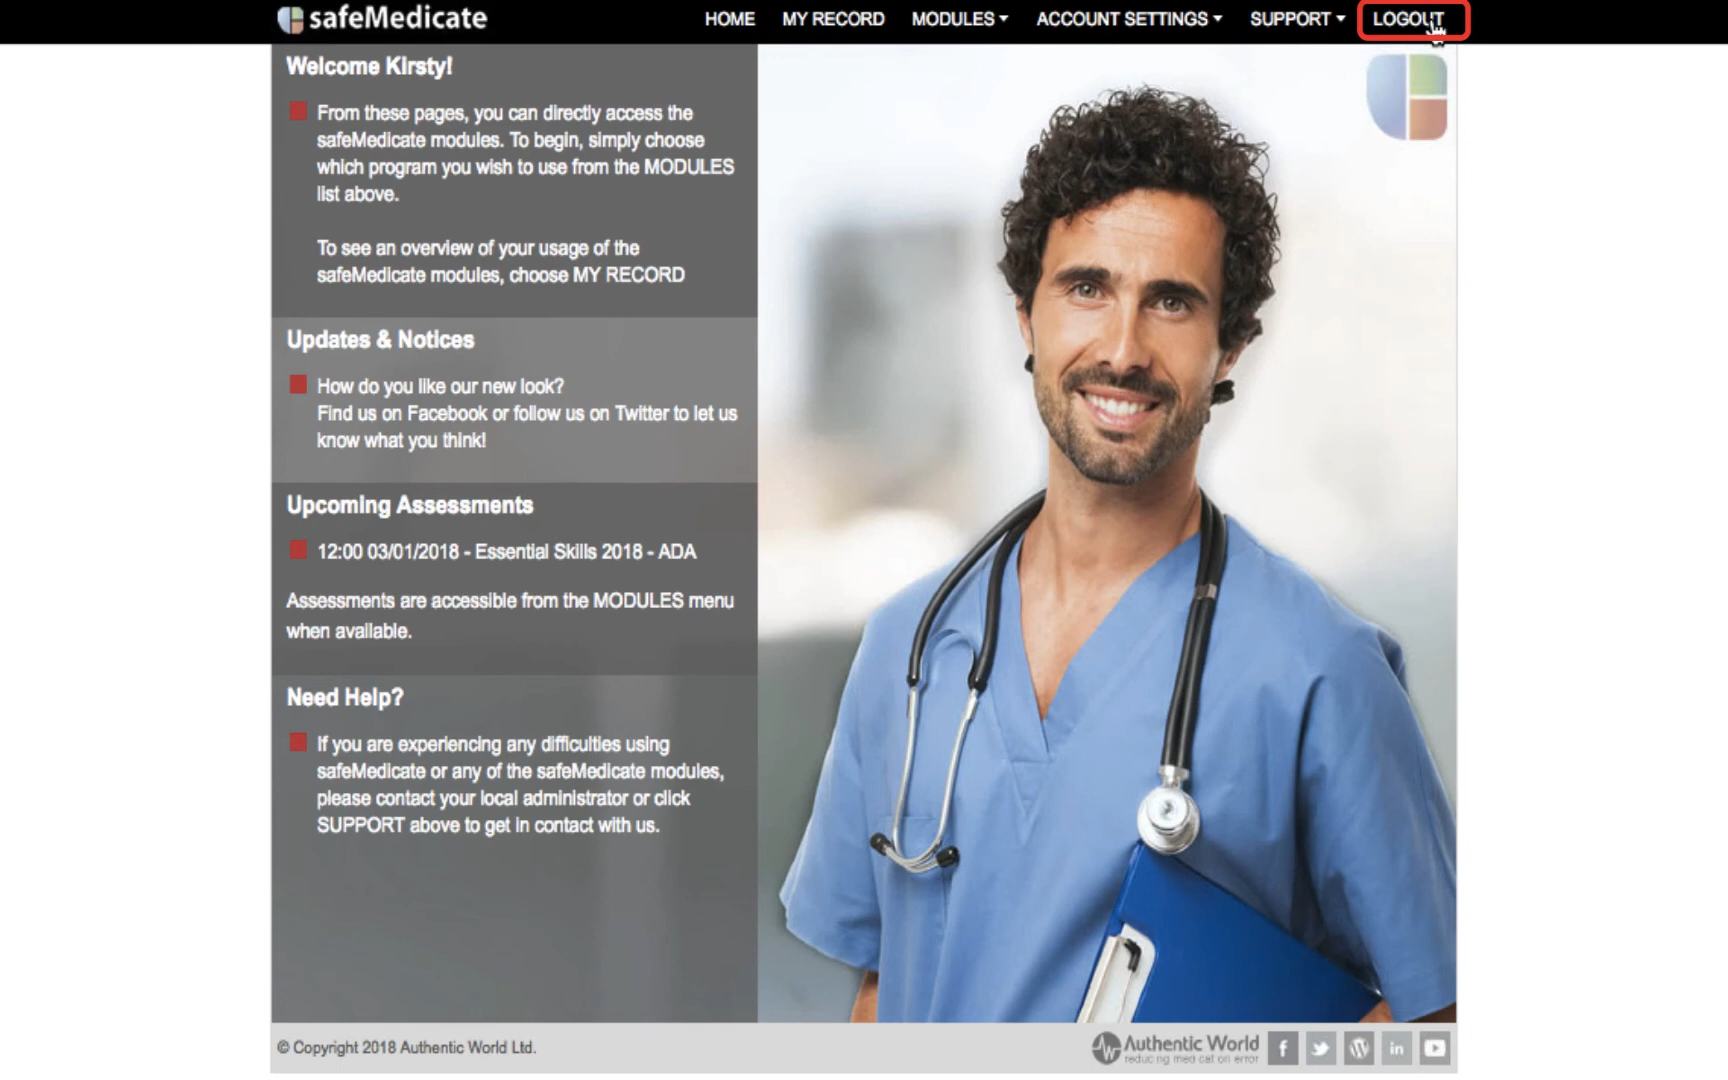 safeMedicate
HOME MY RECORD MODULES ACCOUNT SETTINGS SUPPORT LOGOUT
Welcome Kirsty!
From these pages, you can directly access the
safeMedicate modules. To begin, simply choose
which program you wish to use from the MODULES
list above.
To see an overview of your usage of the
safeMedicate modules, choose MY RECORD
Updates & Notices
How do you like our new look?
Find us on Facebook or follow us on Twitter to let us
know what you think!
Upcoming Assessments
12:00 03/01/2018 - Essential Skills 2018 - ADA
Assessments are accessible from the MODULES menu
when available.
Need Help?
If you are experiencing any difficulties using
safeMedicate or any of the safeMedicate modules,
please contact your local administrator or click
SUPPORT above to get in contact with us.
© Copyright 2018 Authentic World Ltd.
Authentic World
reducing medication error